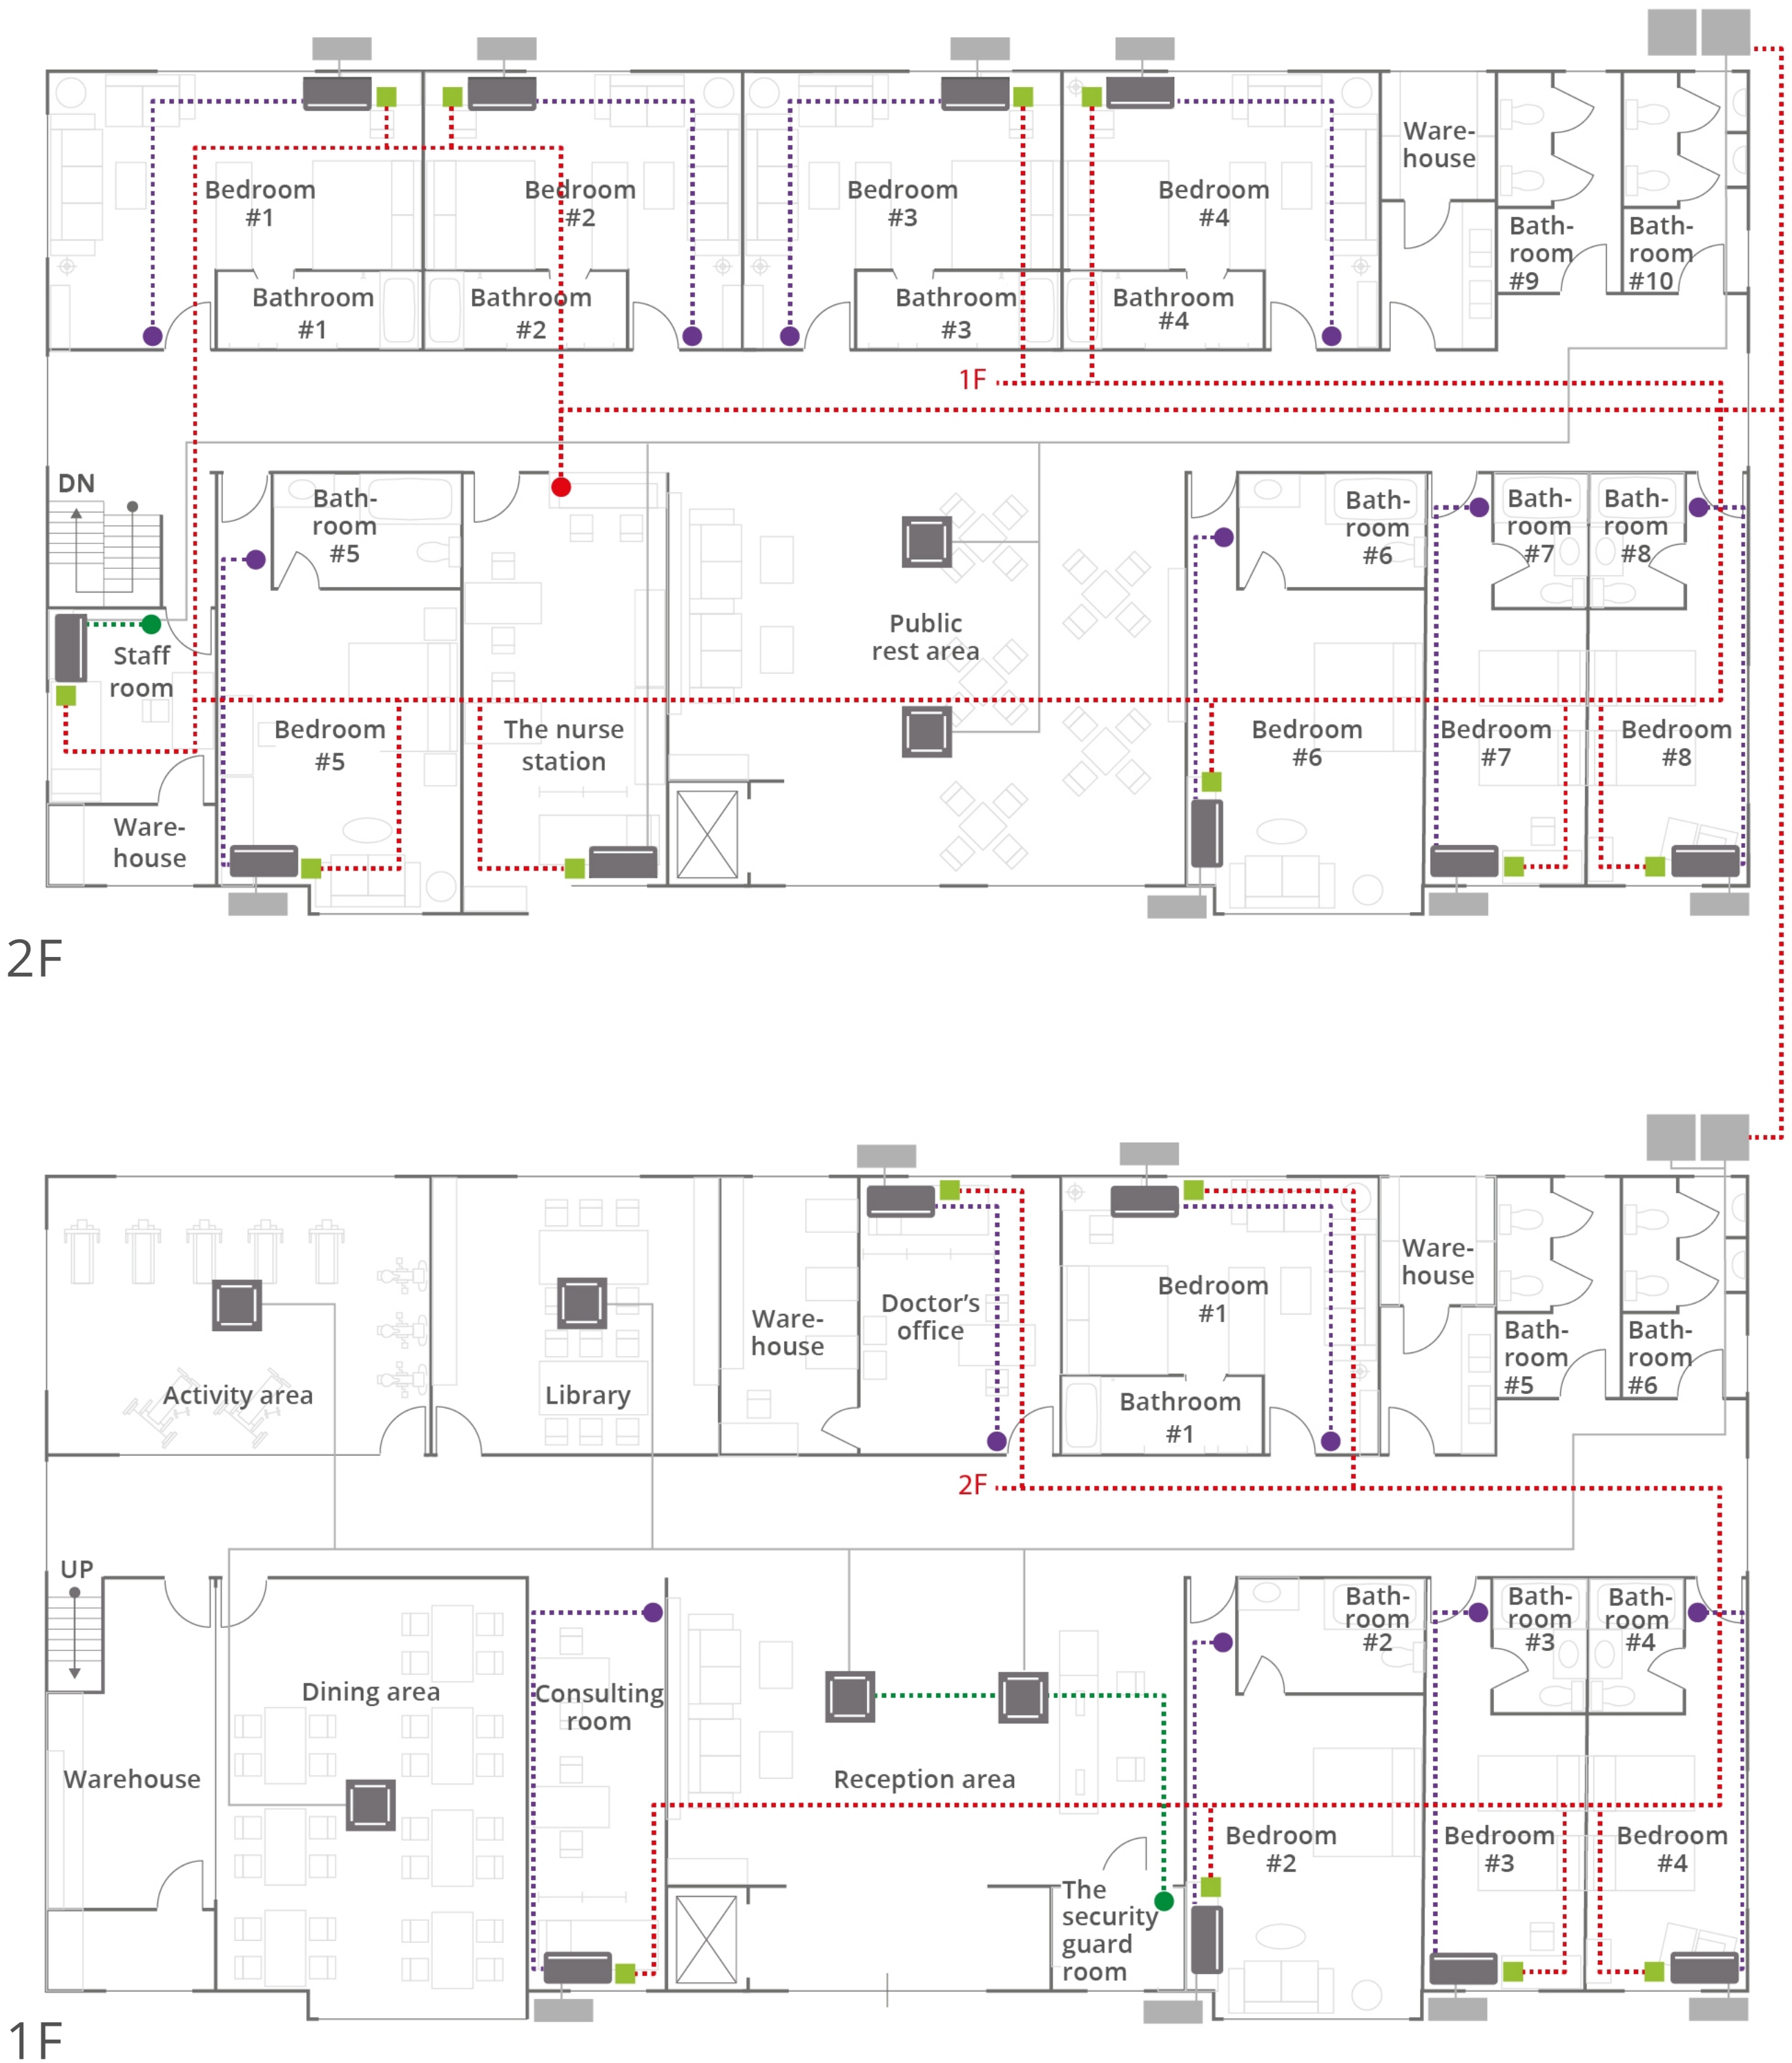 Bedroom
#1
Bedroom
#2
Bedroom
#3
Bedroom
#4
Ware-
house
Bath-
room
#9
Bath-
room
#10
Bathroom
#1
Bathroom
#2
Bathroom
#3
Bathroom
#4
1F
DN
Bath-
room
#5
Bath-
room
#6
Bath-
room
#7
Bath-
room
#8
Staff
room
Public
rest area
Bedroom
#5
The nurse
station
Bedroom
#6
Bedroom
#7
Bedroom
#8
Ware-
house
2F
Ware-
house
Doctor's
office
Bedroom
#1
Ware-
house
Bath-
room
#5
Bath-
room
#6
Activity area
Library
Bathroom
#1
2F
UP
Bath-
room
#2
Bath-
room
#3
Bath-
room
#4
Dining area
Consulting
room
Warehouse
Reception area
Bedroom
#2
Bedroom
#3
Bedroom
#4
The
security
guard
room
1F